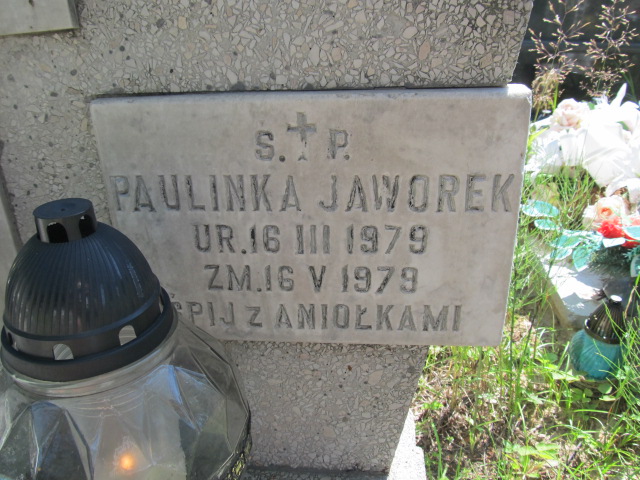 Ś. P.
PAULINKA JAWOREK
UR. 16 III 1979
ZM. 16 V 1979
ŚPIJ Z ANIOŁKAMI